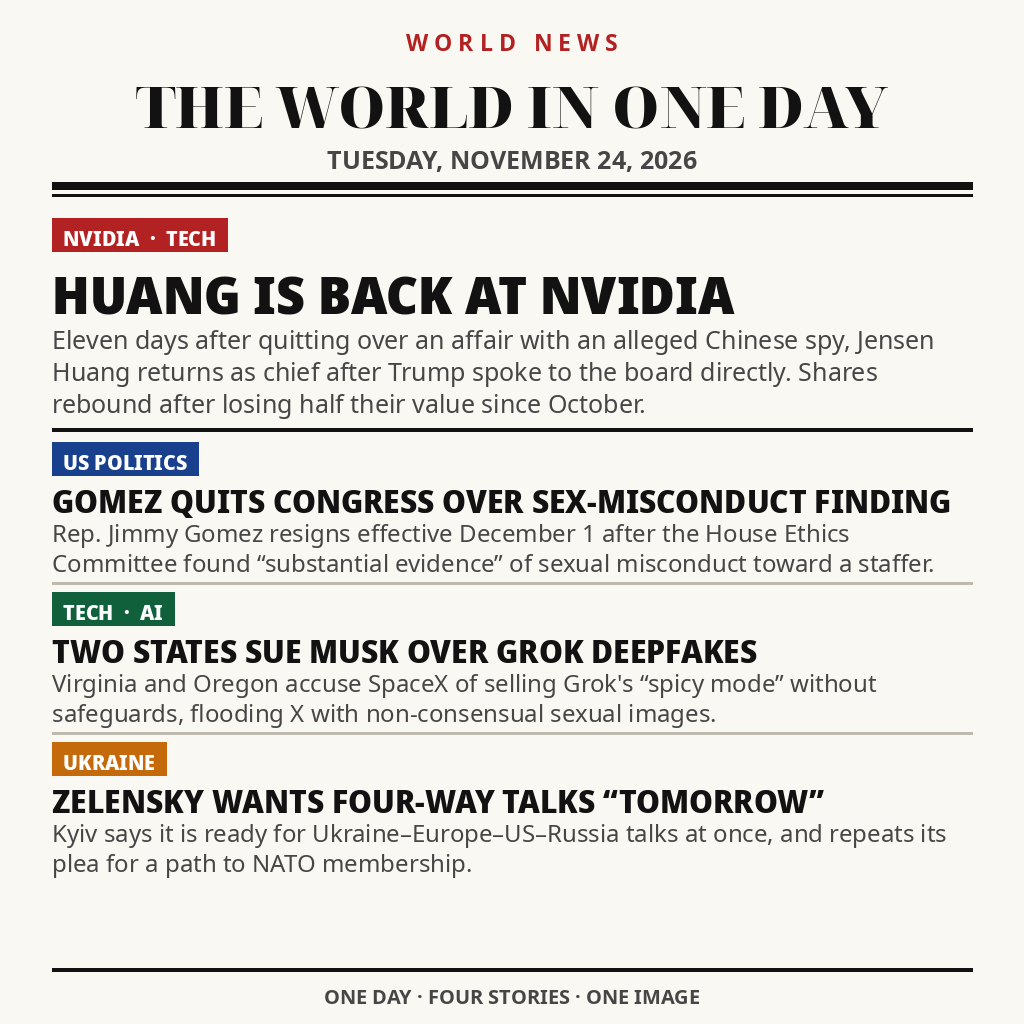 WORLD NEWS
THE WORLD IN ONE DAY
TUESDAY, NOVEMBER 24, 2026
NVIDIA · TECH
HUANG IS BACK AT NVIDIA
Eleven days after quitting over an affair with an alleged Chinese spy, Jensen
Huang returns as chief after Trump spoke to the board directly. Shares
rebound after losing half their value since October.
US POLITICS
GOMEZ QUITS CONGRESS OVER SEX-MISCONDUCT FINDING
Rep. Jimmy Gomez resigns effective December 1 after the House Ethics
Committee found “substantial evidence” of sexual misconduct toward a staffer.
TECH · AI
TWO STATES SUE MUSK OVER GROK DEEPFAKES
Virginia and Oregon accuse SpaceX of selling Grok's “spicy mode” without
safeguards, flooding X with non-consensual sexual images.
UKRAINE
ZELENSKY WANTS FOUR-WAY TALKS “TOMORROW”
Kyiv says it is ready for Ukraine–Europe–US–Russia talks at once, and repeats its
plea for a path to NATO membership.
ONE DAY · FOUR STORIES · ONE IMAGE